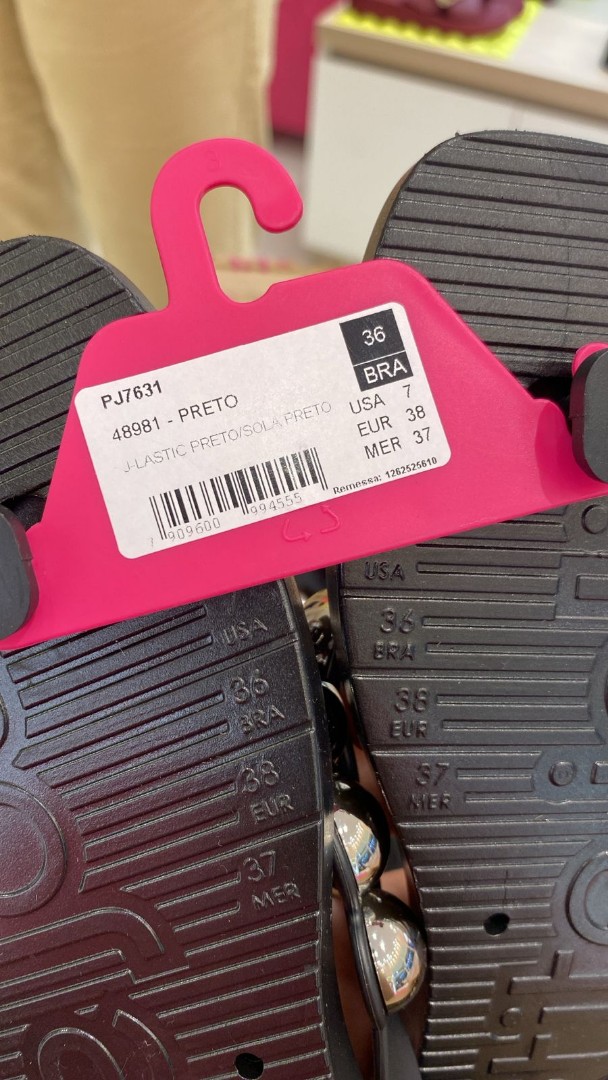 PJ7631
48981 - PRETO
J-LASTIC PRETO/SOLA PRETO
36
BRA
USA 7
EUR 38
MER 37
909600 994555
Remessa: 1262525610
USA
36
BRA
38
EUR
37
MER
USA
36
BRA
38
EUR
37
MER